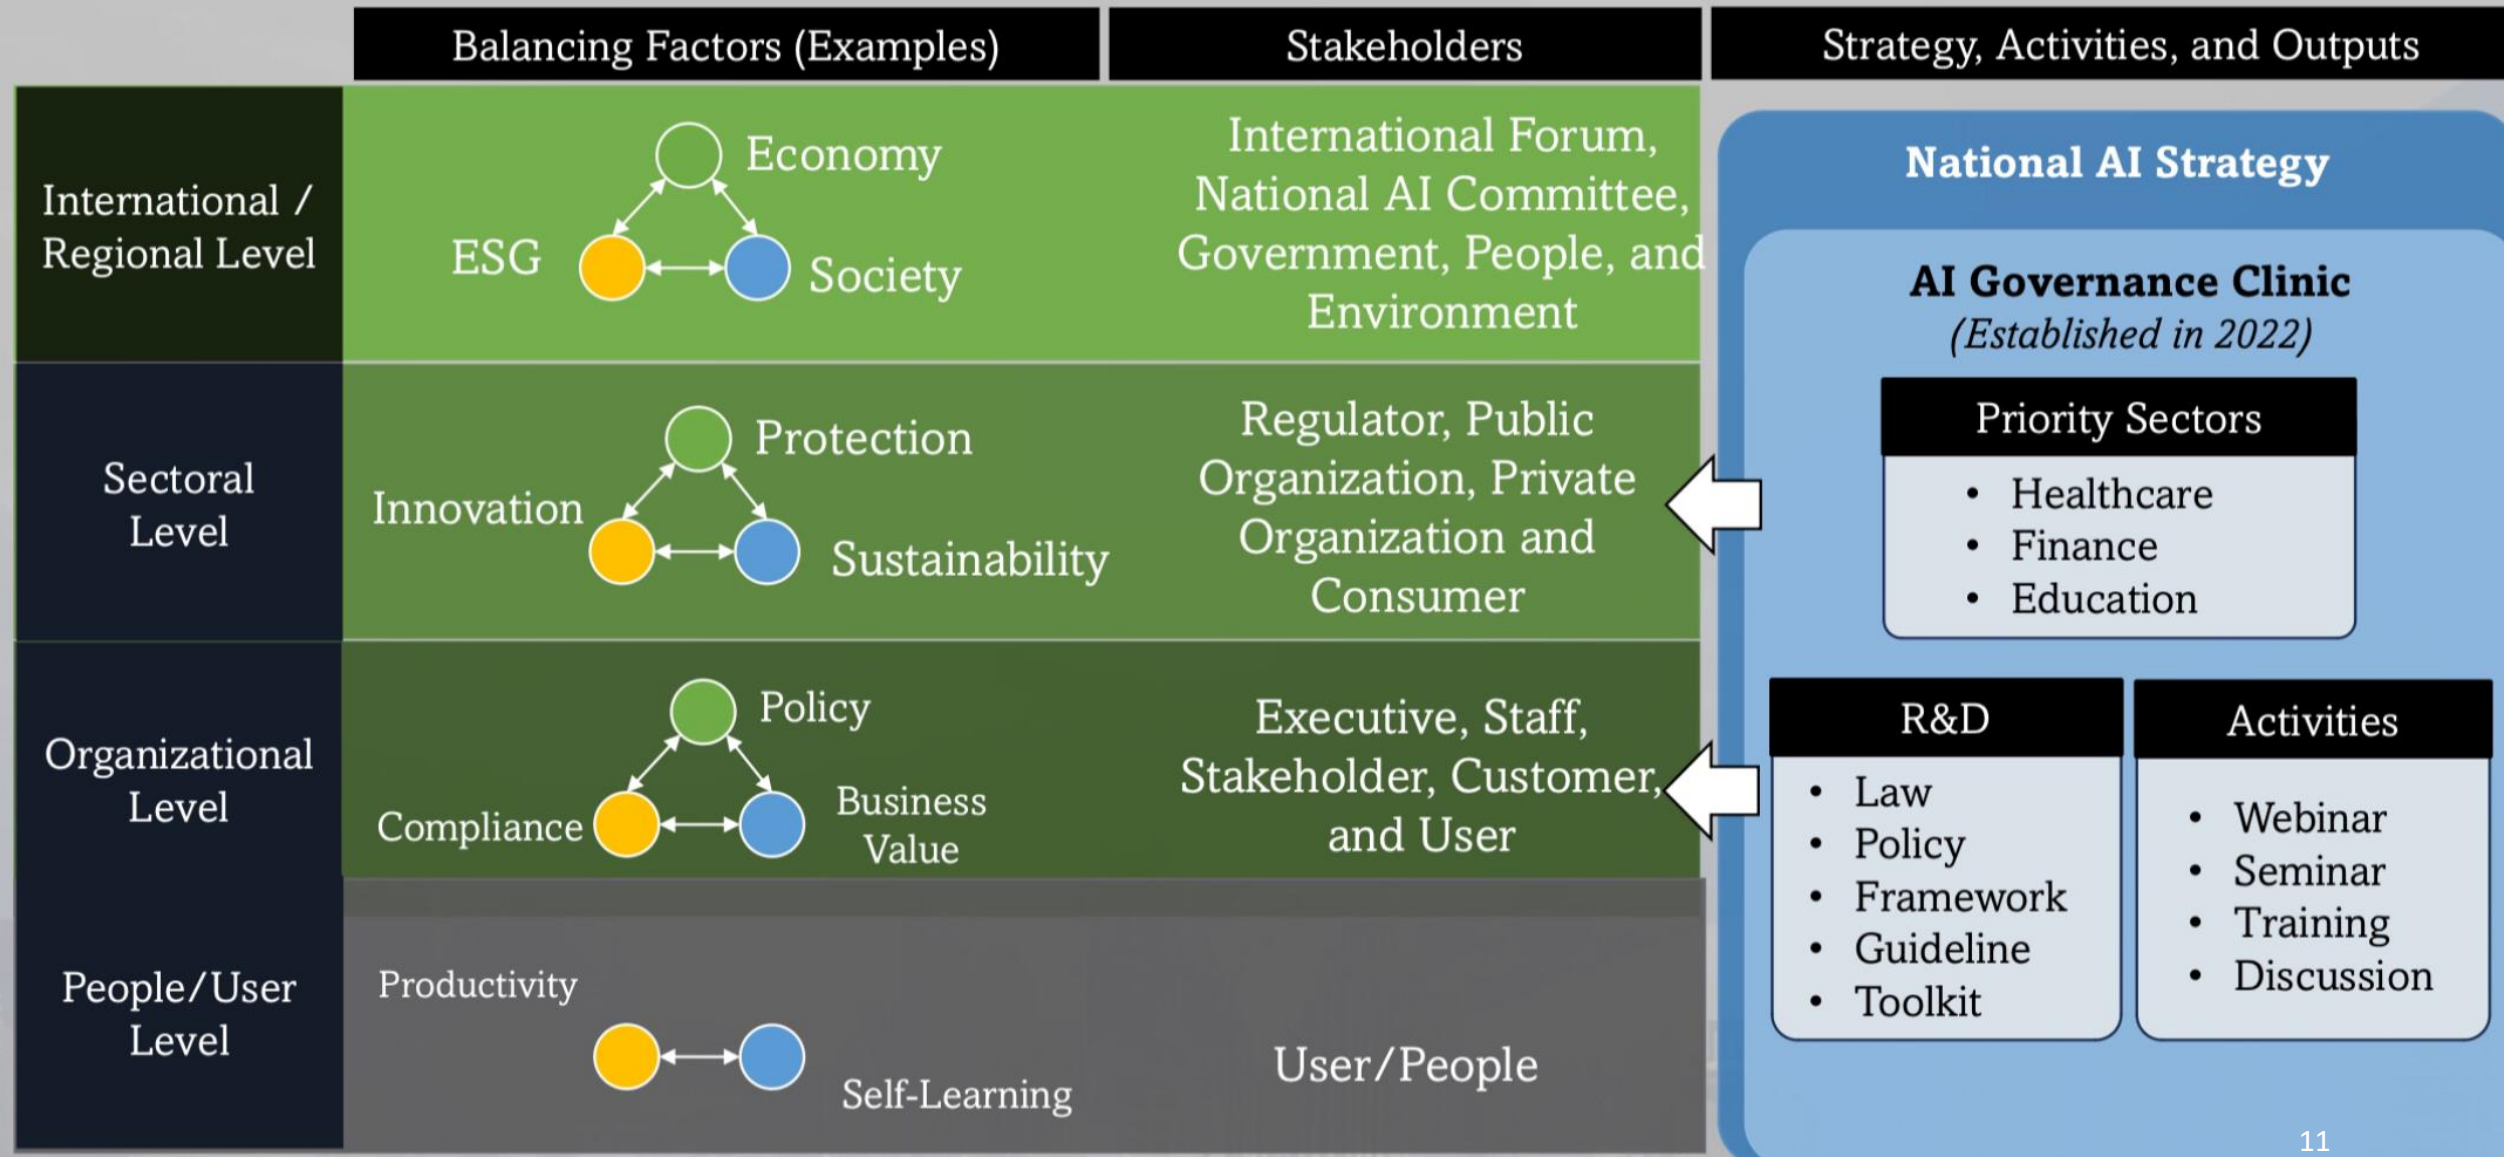 Balancing Factors (Examples)
Stakeholders
Strategy, Activities, and Outputs
International /
Regional Level
Economy
ESG
Society
International Forum,
National AI Committee,
Government, People, and
Environment
Sectoral
Level
Protection
Innovation
Sustainability
Regulator, Public
Organization, Private
Organization and
Consumer
Organizational
Level
Policy
Compliance
Business
Value
Executive, Staff,
Stakeholder, Customer,
and User
People/User
Level
Productivity
Self-Learning
User/People
National AI Strategy
AI Governance Clinic
(Established in 2022)
Priority Sectors
• Healthcare
• Finance
• Education
R&D
• Law
• Policy
• Framework
• Guideline
• Toolkit
Activities
• Webinar
• Seminar
• Training
• Discussion
11